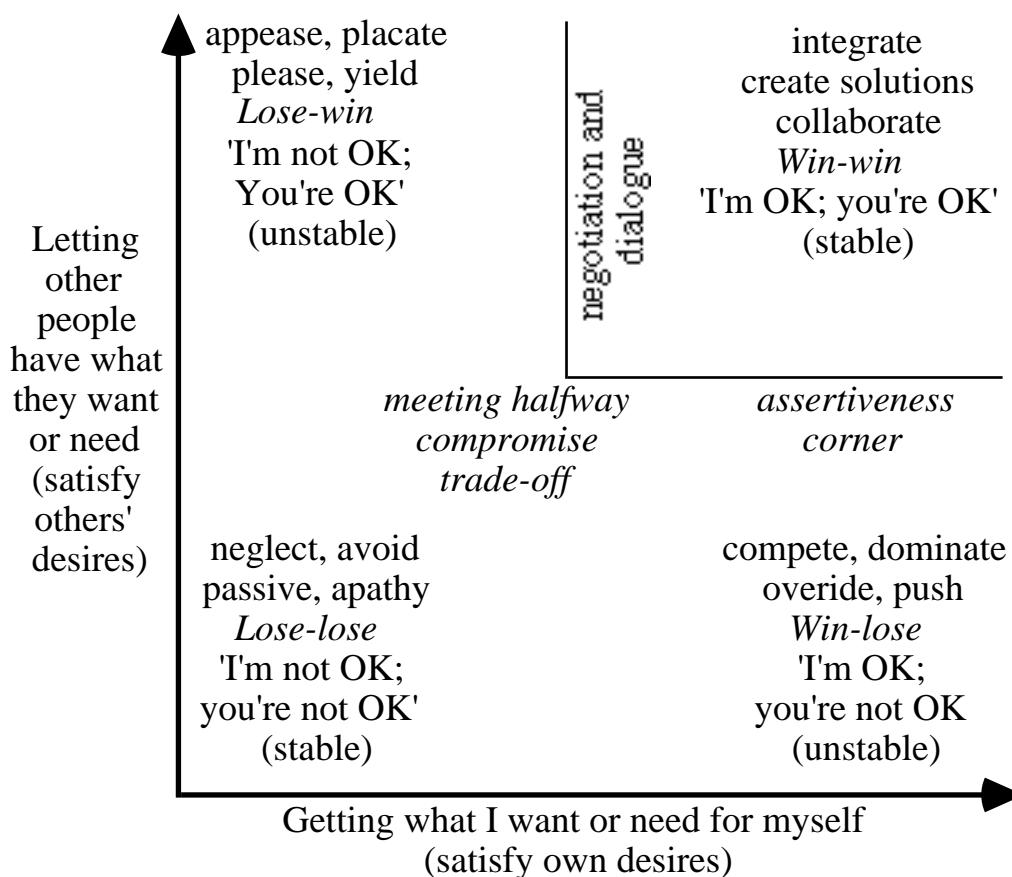 appease, placate
please, yield
Lose-win
'I'm not OK;
You're OK'
(unstable)
negotiation and
dialogue
integrate
create solutions
collaborate
Win-win
'I'm OK; you're OK'
(stable)
Letting
other
people
have what
they want
or need
(satisfy
others'
desires)
meeting halfway
compromise
trade-off
assertiveness
corner
neglect, avoid
passive, apathy
Lose-lose
'I'm not OK;
you're not OK'
(stable)
compete, dominate
overide, push
Win-lose
'I'm OK;
you're not OK
(unstable)
Getting what I want or need for myself
(satisfy own desires)